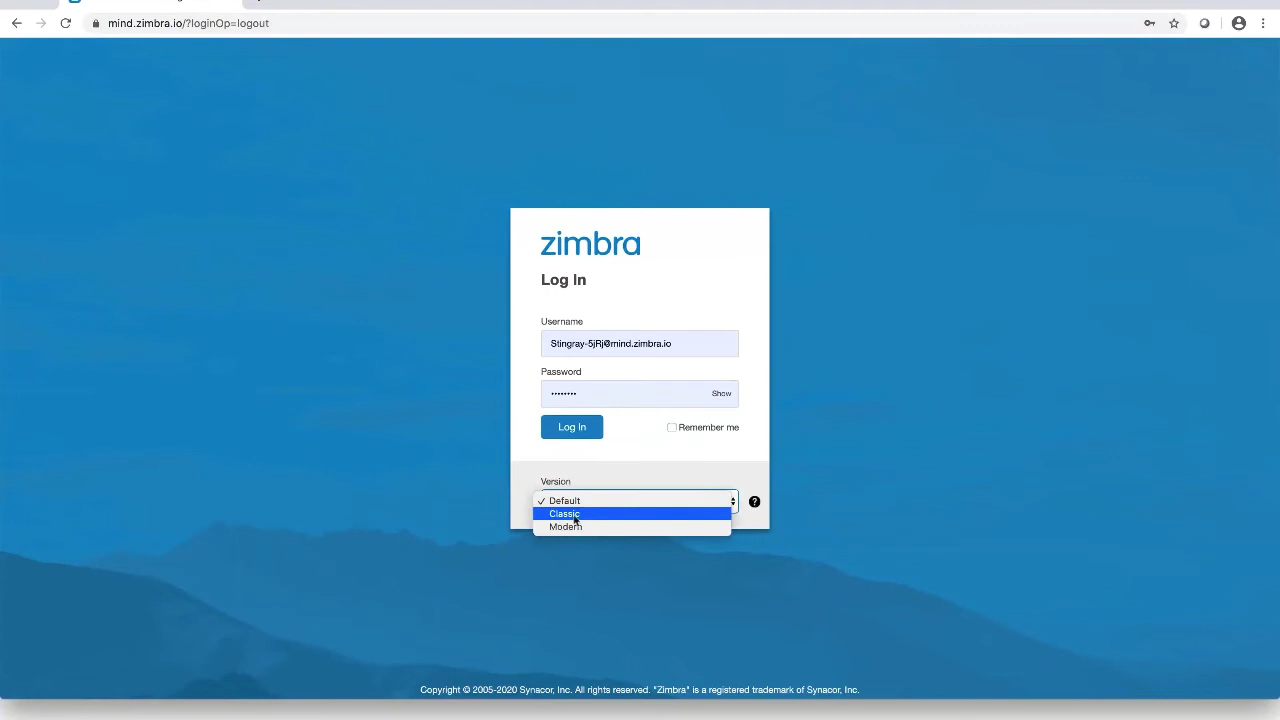 mind.zimbra.io/?loginOp=logout
zimbra
Log In
Username
Stingray-5jRj@mind.zimbra.io
Password
••••••••
Show
Log In
Remember me
Version
✓ Default
Classic
Modern
?
Copyright © 2005-2020 Synacor, Inc. All rights reserved. "Zimbra" is a registered trademark of Synacor, Inc.